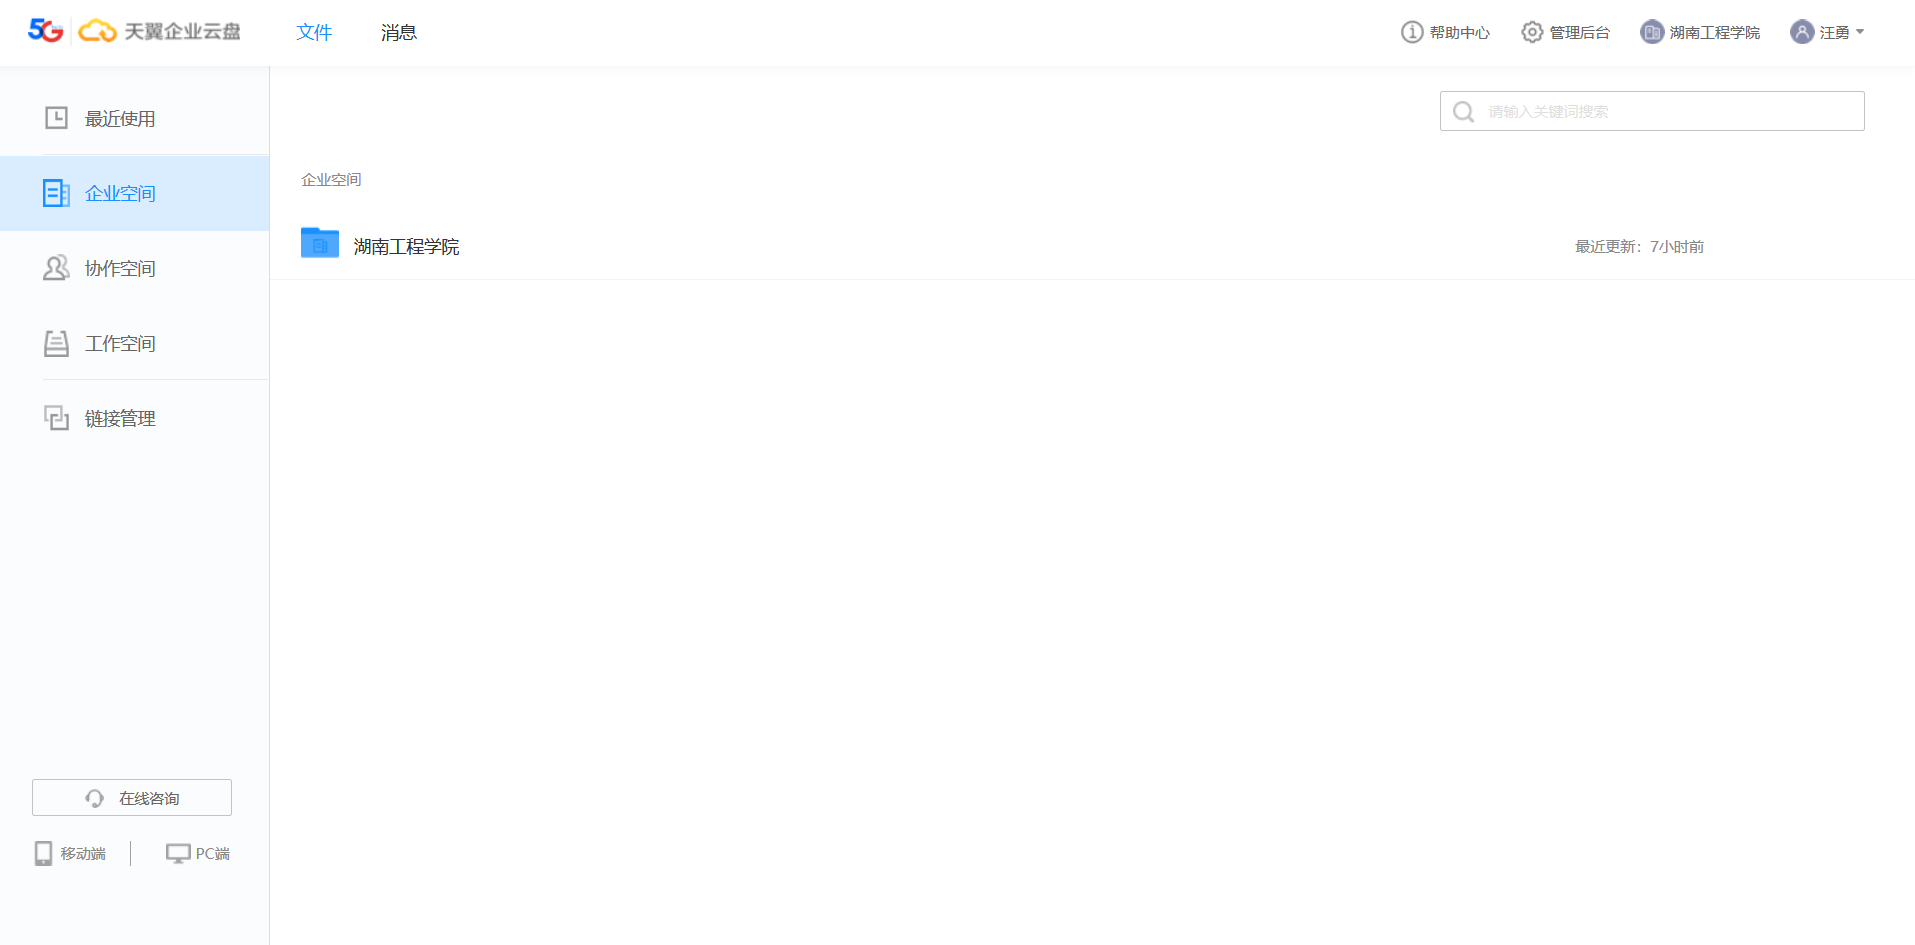 5G 天翼企业云盘 文件 消息 帮助中心 管理后台 湖南工程学院 汪勇
最近使用
请输入关键词搜索
企业空间
企业空间
湖南工程学院 最近更新：7小时前
协作空间
工作空间
链接管理
在线咨询
移动端 PC端